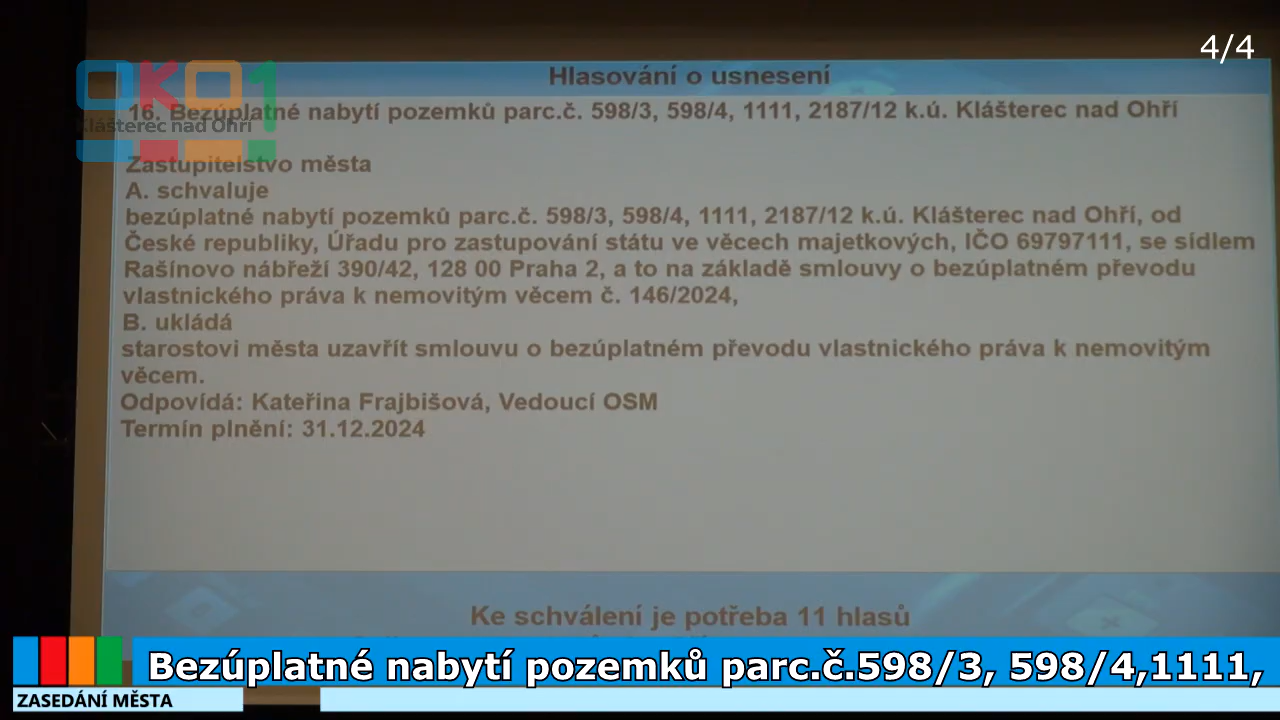 4/4
Hlasování o usnesení
OKO1
Klášterec nad Ohří
16. Bezúplatné nabytí pozemků parc.č. 598/3, 598/4, 1111, 2187/12 k.ú. Klášterec nad Ohří
Zastupitelstvo města
A. schvaluje
bezúplatné nabytí pozemků parc.č. 598/3, 598/4, 1111, 2187/12 k.ú. Klášterec nad Ohří, od
České republiky, Úřadu pro zastupování státu ve věcech majetkových, IČO 69797111, se sídlem
Rašínovo nábřeží 390/42, 128 00 Praha 2, a to na základě smlouvy o bezúplatném převodu
vlastnického práva k nemovitým věcem č. 146/2024,
B. ukládá
starostovi města uzavřít smlouvu o bezúplatném převodu vlastnického práva k nemovitým
věcem.
Odpovídá: Kateřina Frajbišová, Vedoucí OSM
Termín plnění: 31.12.2024
Ke schválení je potřeba 11 hlasů
Bezúplatné nabytí pozemků parc.č.598/3, 598/4,1111,
ZASEDÁNÍ MĚSTA